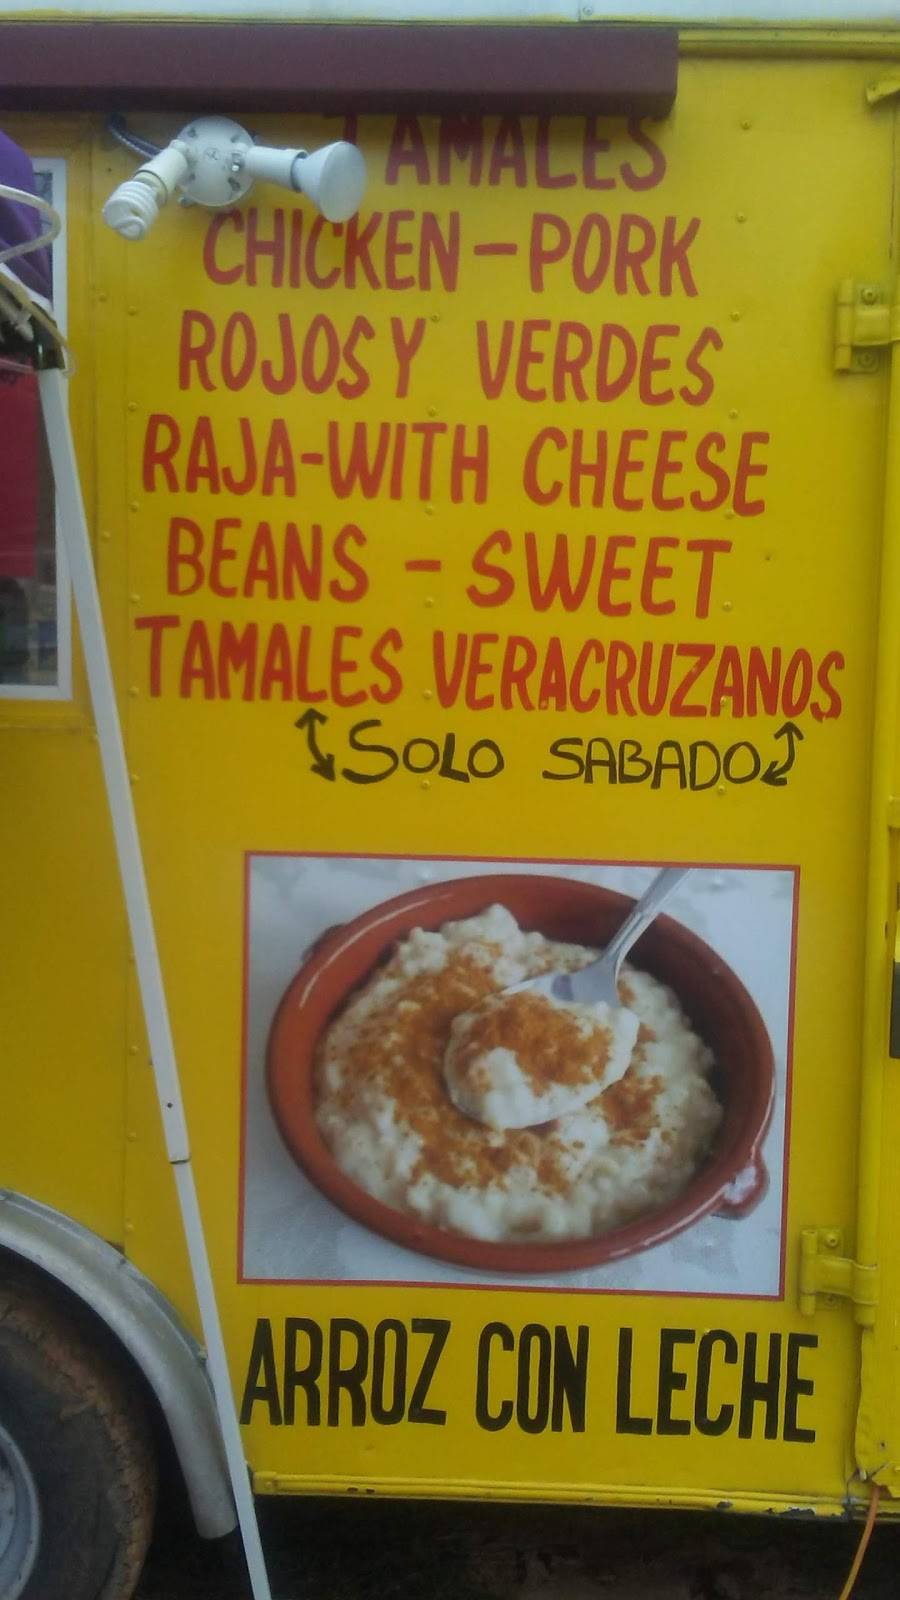 TAMALES
CHICKEN-PORK
ROJOS Y VERDES
RAJA-WITH CHEESE
BEANS - SWEET
TAMALES VERACRUZANOS
SOLO SABADO
ARROZ CON LECHE